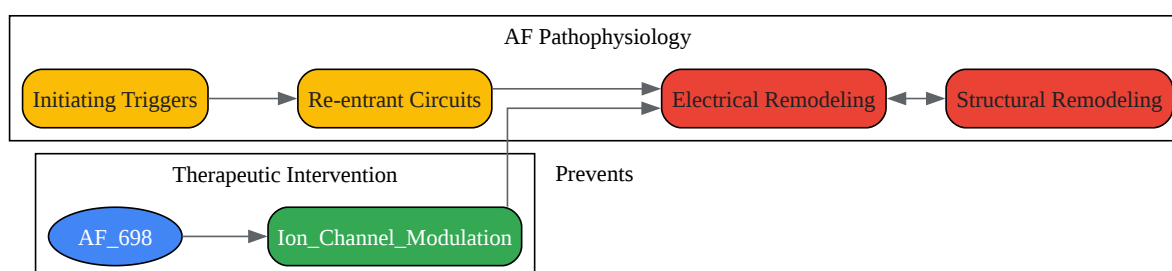 AF Pathophysiology
Initiating Triggers
Re-entrant Circuits
Electrical Remodeling
Structural Remodeling
Therapeutic Intervention
Prevents
AF_698
Ion_Channel_Modulation